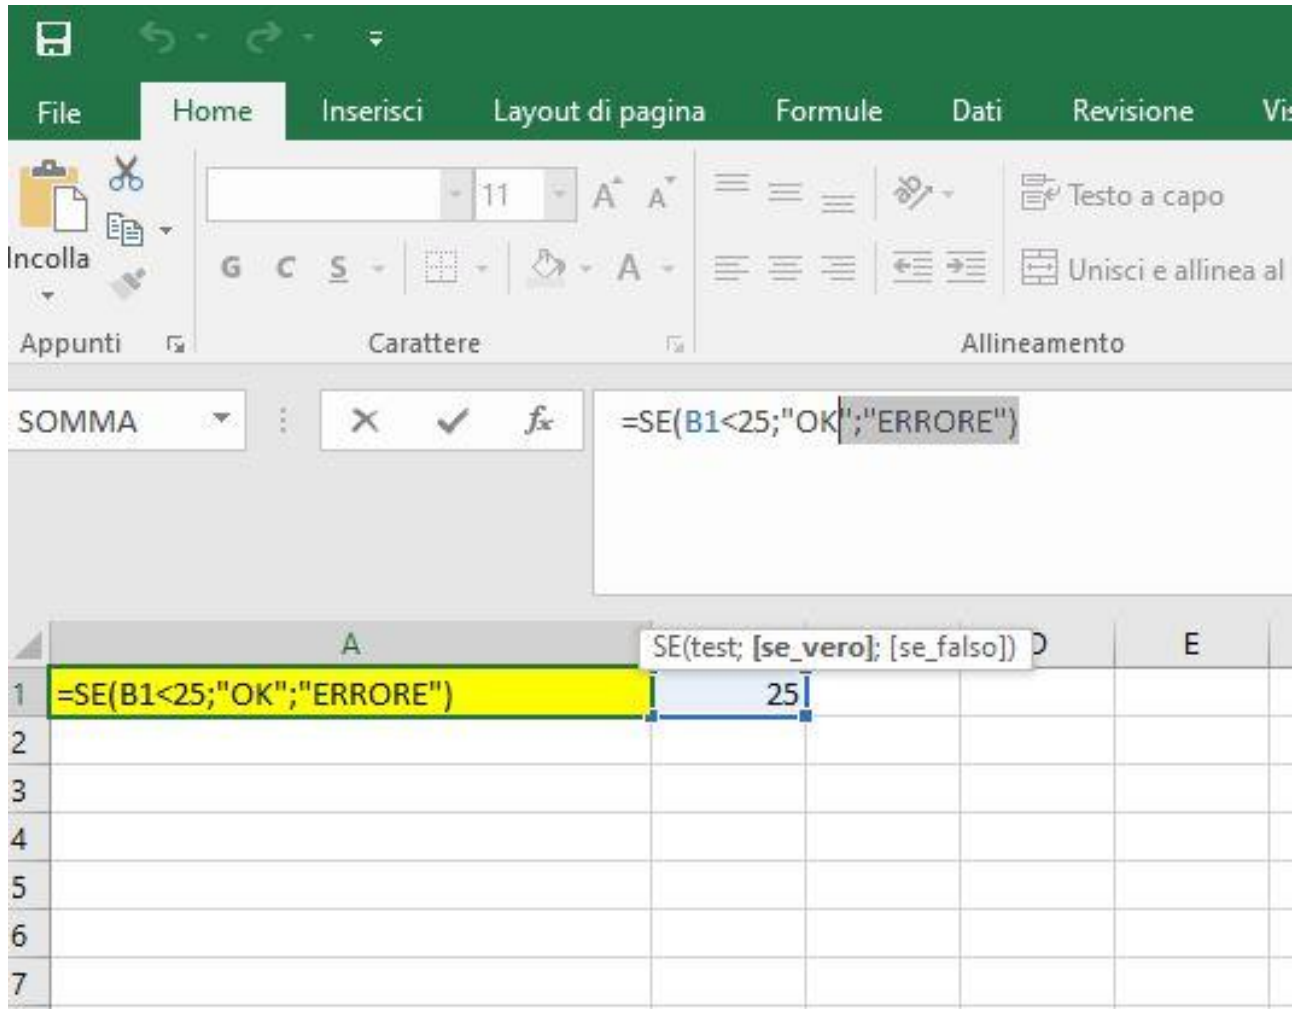 File Home Inserisci Layout di pagina Formule Dati Revisione
11 A A Testo a capo
Incolla G C S A Unisci e allinea al
Appunti Carattere Allineamento
SOMMA fx =SE(B1<25;"OK";"ERRORE")
A SE(test; [se_vero]; [se_falso]) D E
1 =SE(B1<25;"OK";"ERRORE") 25
2
3
4
5
6
7